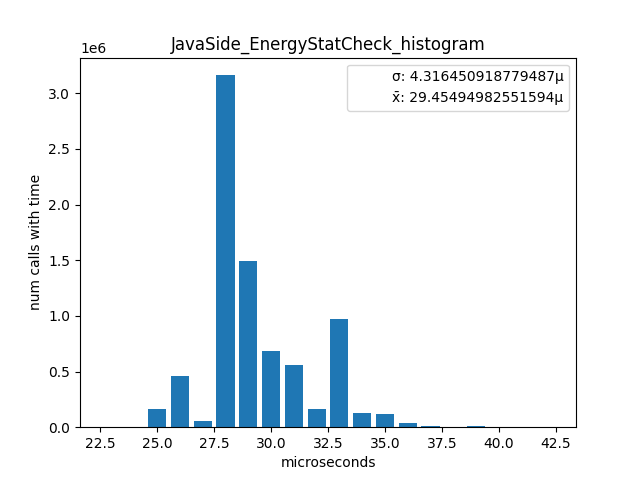 JavaSide_EnergyStatCheck_histogram
1e6
σ: 4.316450918779487μ
x̄: 29.45494982551594μ
3.0
2.5
2.0
1.5
1.0
0.5
0.0
num calls with time
22.5 25.0 27.5 30.0 32.5 35.0 37.5 40.0 42.5
microseconds